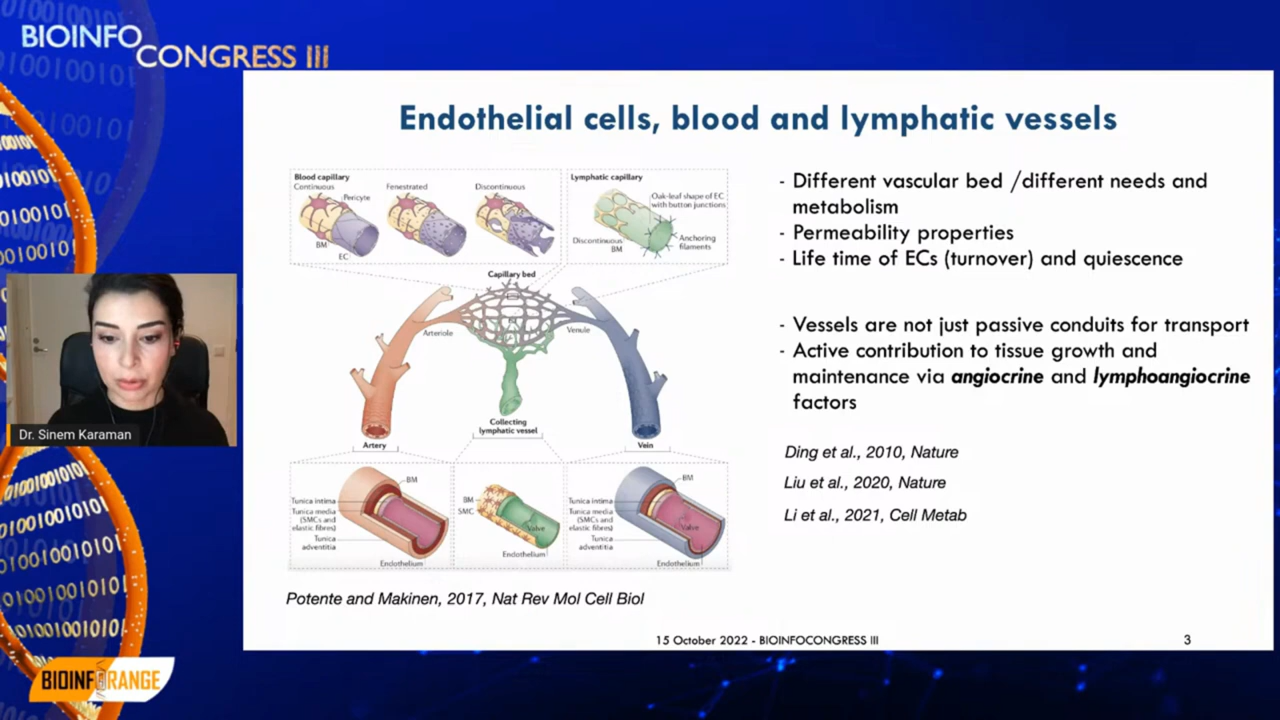 BIOINFO
CONGRESS III
Endothelial cells, blood and lymphatic vessels
Blood capillary
Continuous
Fenestrated
Discontinuous
Pericyte
BM
EC
Lymphatic capillary
Oak-leaf shape of EC
with button junctions
Discontinuous
BM
Anchoring
filaments
Capillary bed
Arteriole
Venule
Collecting
lymphatic vessel
Artery
Vein
BM
Tunica intima
Tunica media
(SMCs and
elastic fibres)
Tunica
adventitia
Endothelium
BM
SMC
Valve
Endothelium
BM
Tunica intima
Tunica media
(SMCs and
elastic fibres)
Tunica
adventitia
Valve
Endothelium
Potente and Makinen, 2017, Nat Rev Mol Cell Biol
- Different vascular bed /different needs and
metabolism
- Permeability properties
- Life time of ECs (turnover) and quiescence
- Vessels are not just passive conduits for transport
- Active contribution to tissue growth and
maintenance via angiocrine and lymphoangiocrine
factors
Ding et al., 2010, Nature
Liu et al., 2020, Nature
Li et al., 2021, Cell Metab
15 October 2022 - BIOINFOCONGRESS III
3
Dr. Sinem Karaman